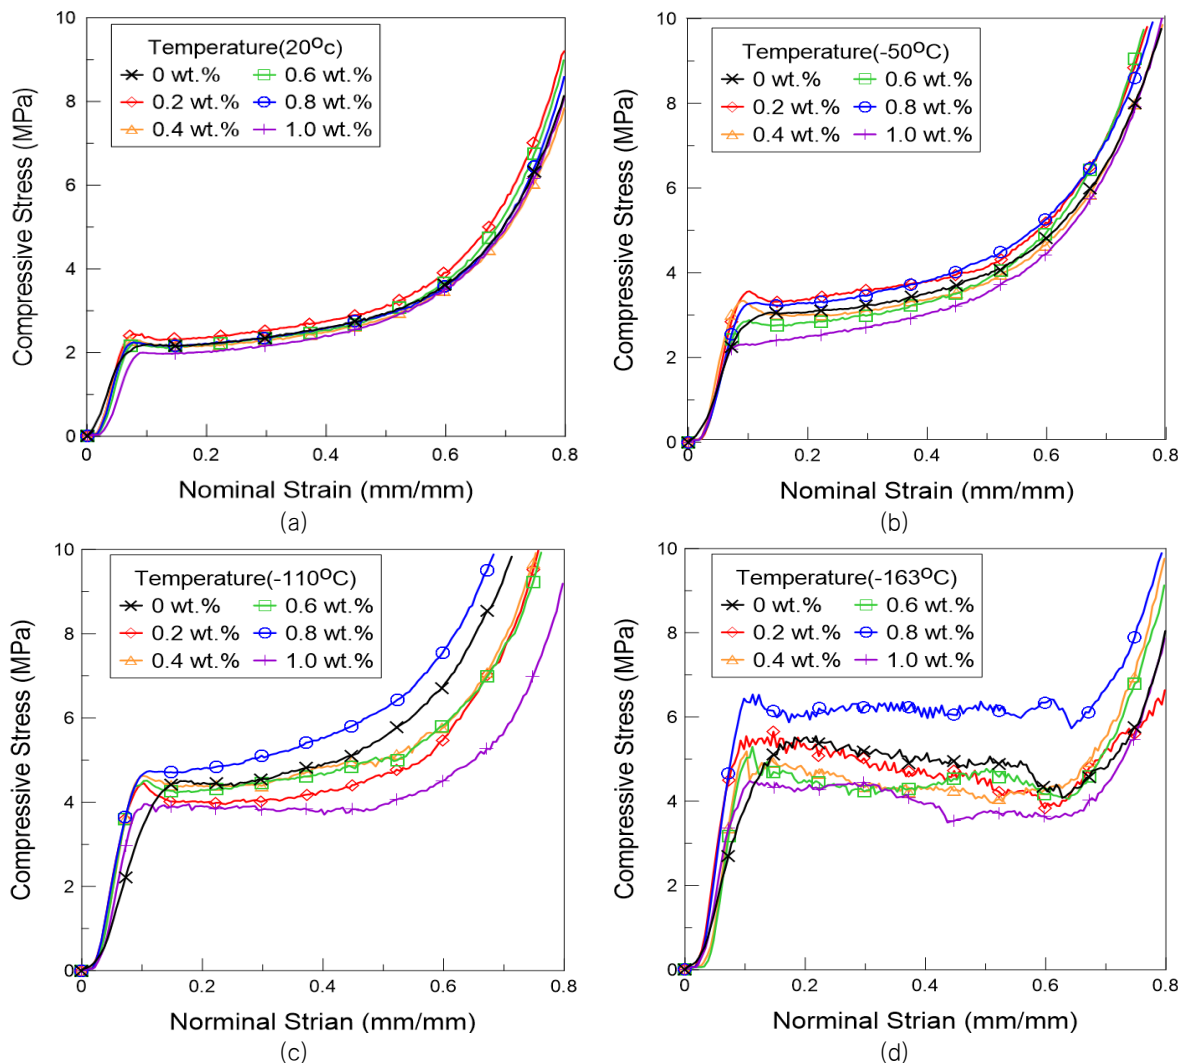 10
8
6
4
2
0
Compressive Stress (MPa)
Temperature(20ºc)
0 wt.% 0.6 wt.%
0.2 wt.% 0.8 wt.%
0.4 wt.% 1.0 wt.%
0 0.2 0.4 0.6 0.8
Nominal Strain (mm/mm)
(a)
10
8
6
4
2
0
Compressive Stress (MPa)
Temperature(-50ºC)
0 wt.% 0.6 wt.%
0.2 wt.% 0.8 wt.%
0.4 wt.% 1.0 wt.%
0 0.2 0.4 0.6 0.8
Nominal Strain (mm/mm)
(b)
10
8
6
4
2
0
Compressive Stress (MPa)
Temperature(-110ºC)
0 wt.% 0.6 wt.%
0.2 wt.% 0.8 wt.%
0.4 wt.% 1.0 wt.%
0 0.2 0.4 0.6 0.8
Norminal Strian (mm/mm)
(c)
10
8
6
4
2
0
Compressive Stress (MPa)
Temperature(-163ºC)
0 wt.% 0.6 wt.%
0.2 wt.% 0.8 wt.%
0.4 wt.% 1.0 wt.%
0 0.2 0.4 0.6 0.8
Norminal Strian (mm/mm)
(d)